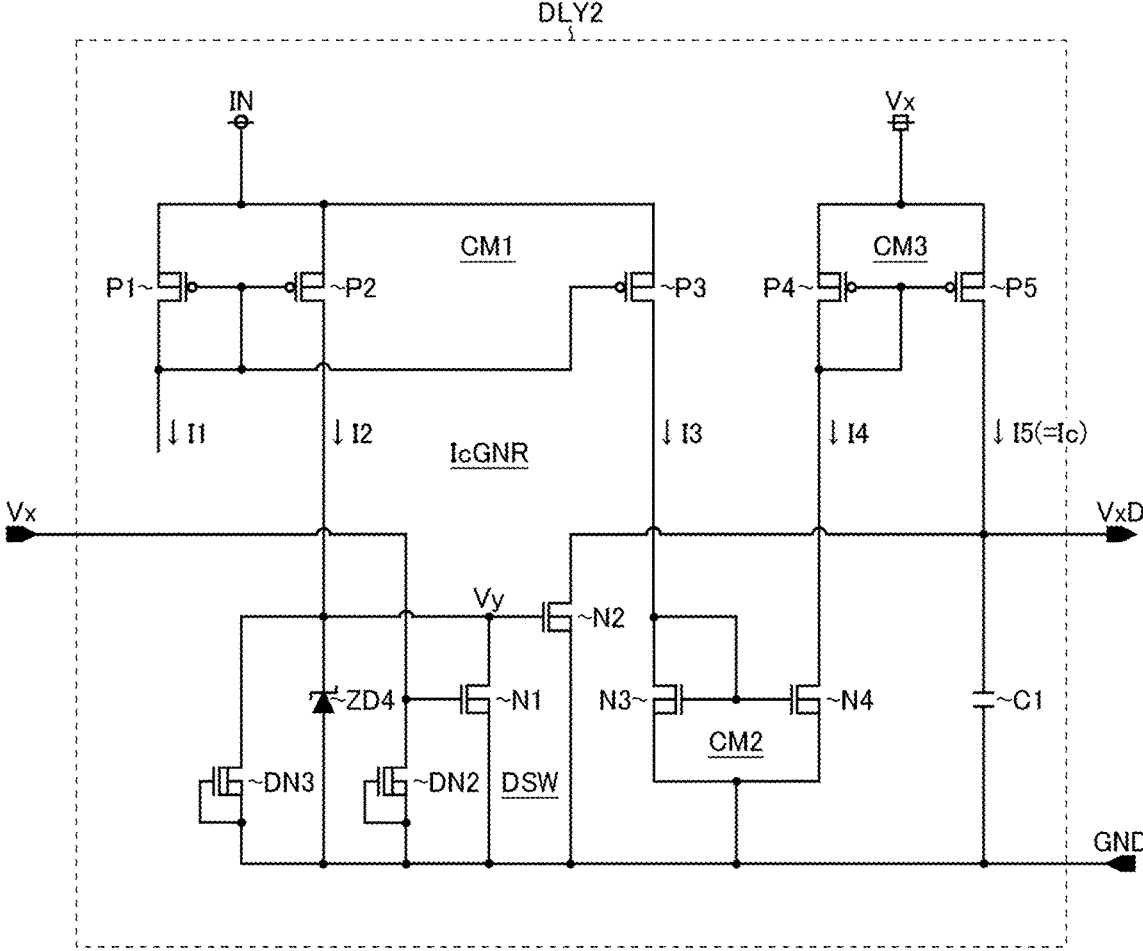 DLY2
IN
Vx
CM1
CM3
P1
P2
P3
P4
P5
↓I1
↓I2
↓I3
↓I4
↓I5(=Ic)
IcGNR
Vx
VxD
Vy
N2
ZD4
N1
N3
N4
C1
CM2
DN3
DN2
DSW
GND